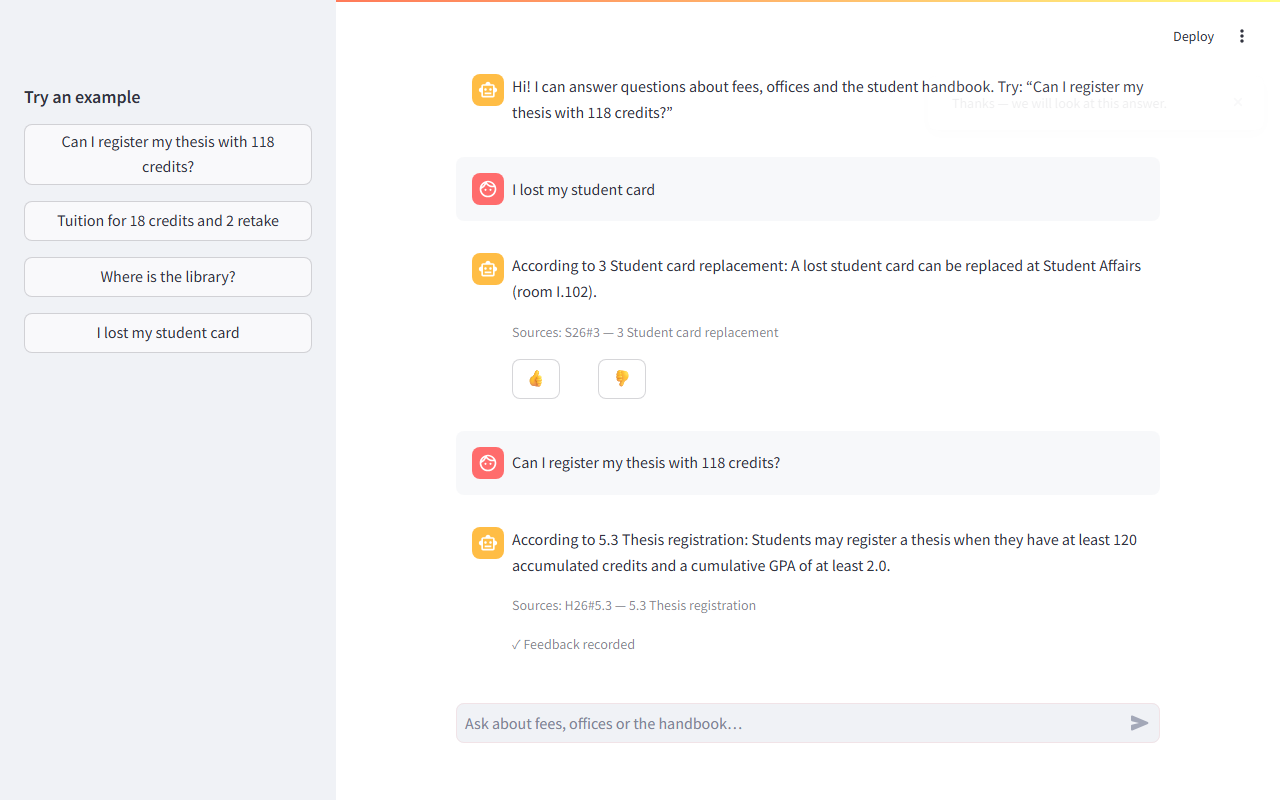 Deploy
Try an example
Can I register my thesis with 118
credits?
Tuition for 18 credits and 2 retake
Where is the library?
I lost my student card
Hi! I can answer questions about fees, offices and the student handbook. Try: “Can I register my
thesis with 118 credits?”
Thanks — we will look at this answer.
I lost my student card
According to 3 Student card replacement: A lost student card can be replaced at Student Affairs
(room I.102).
Sources: S26#3 — 3 Student card replacement
👍 👎
Can I register my thesis with 118 credits?
According to 5.3 Thesis registration: Students may register a thesis when they have at least 120
accumulated credits and a cumulative GPA of at least 2.0.
Sources: H26#5.3 — 5.3 Thesis registration
✓ Feedback recorded
Ask about fees, offices or the handbook…